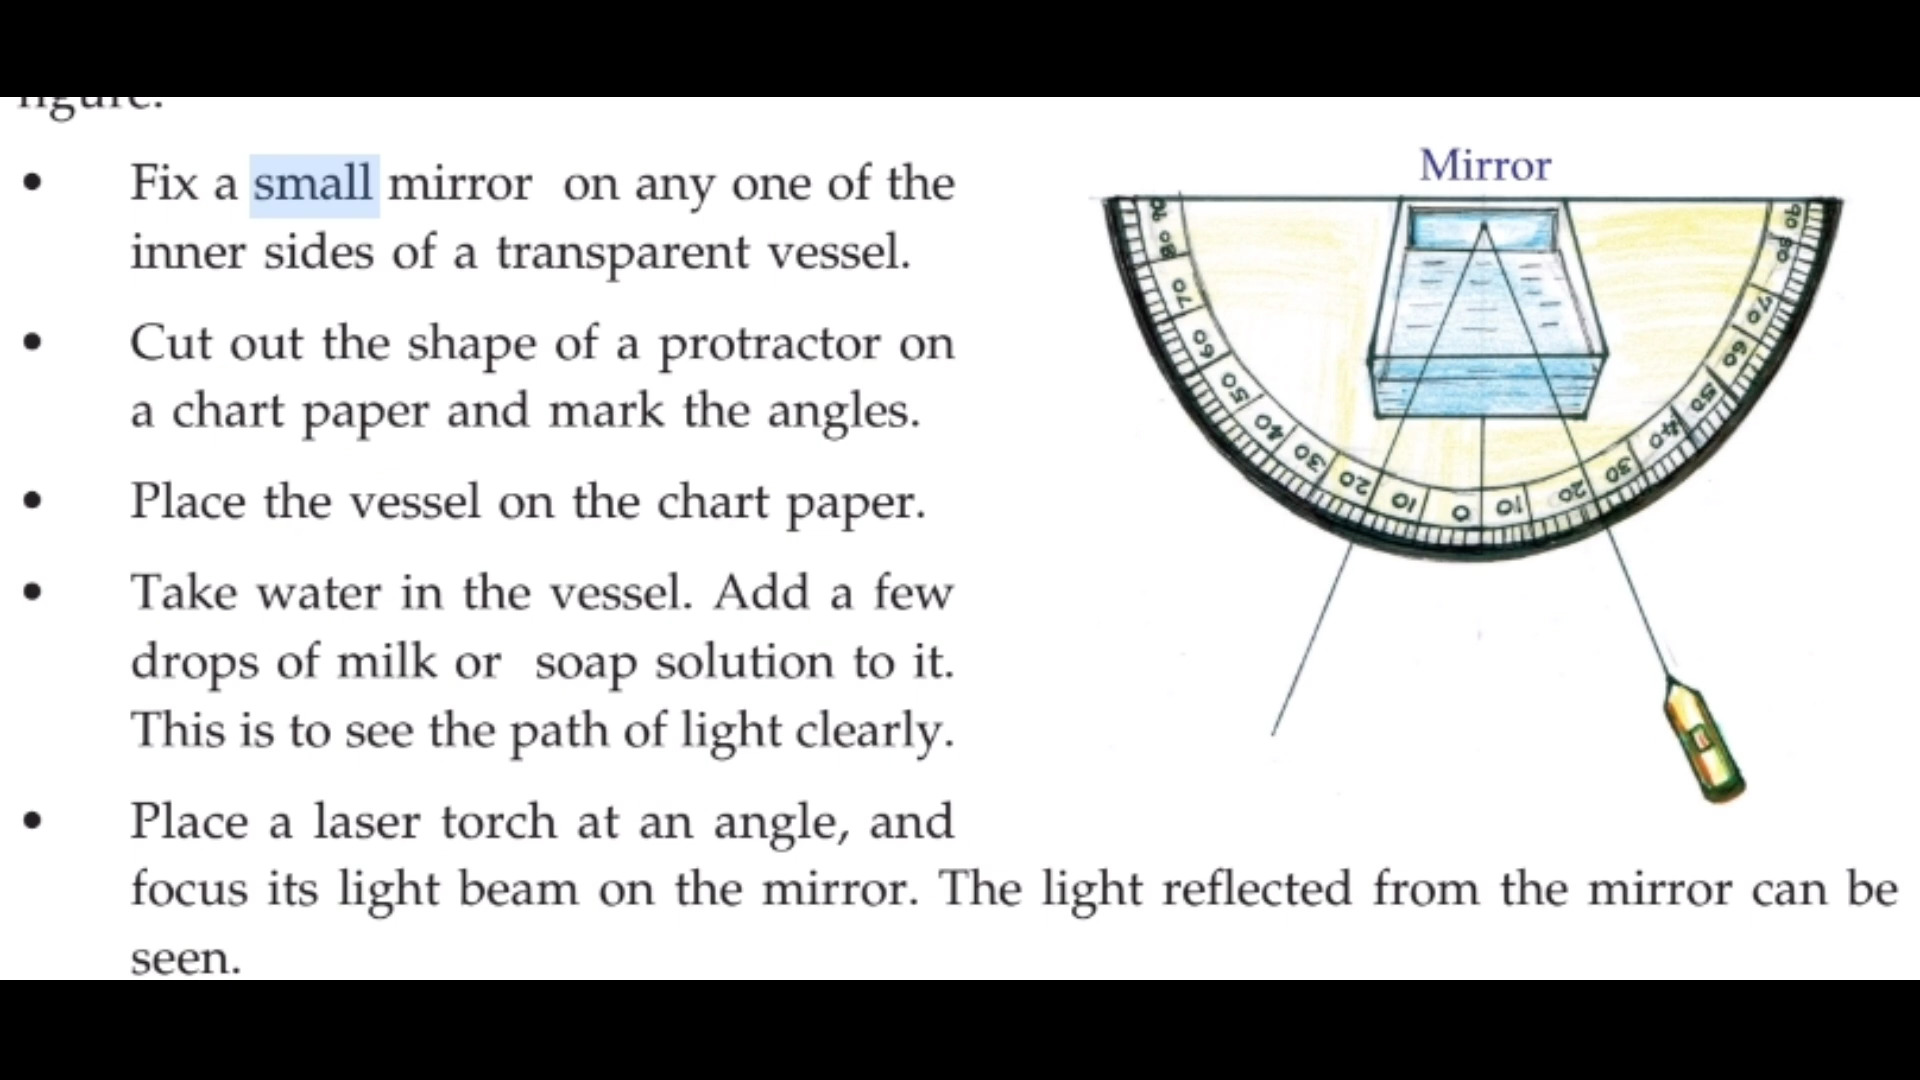 figure.
• Fix a small mirror on any one of the
inner sides of a transparent vessel.
• Cut out the shape of a protractor on
a chart paper and mark the angles.
• Place the vessel on the chart paper.
• Take water in the vessel. Add a few
drops of milk or soap solution to it.
This is to see the path of light clearly.
• Place a laser torch at an angle, and
focus its light beam on the mirror. The light reflected from the mirror can be
seen.
Mirror
90 80 70 60 50 40 30 20 10 0 10 20 30 40 50 60 70 80 90